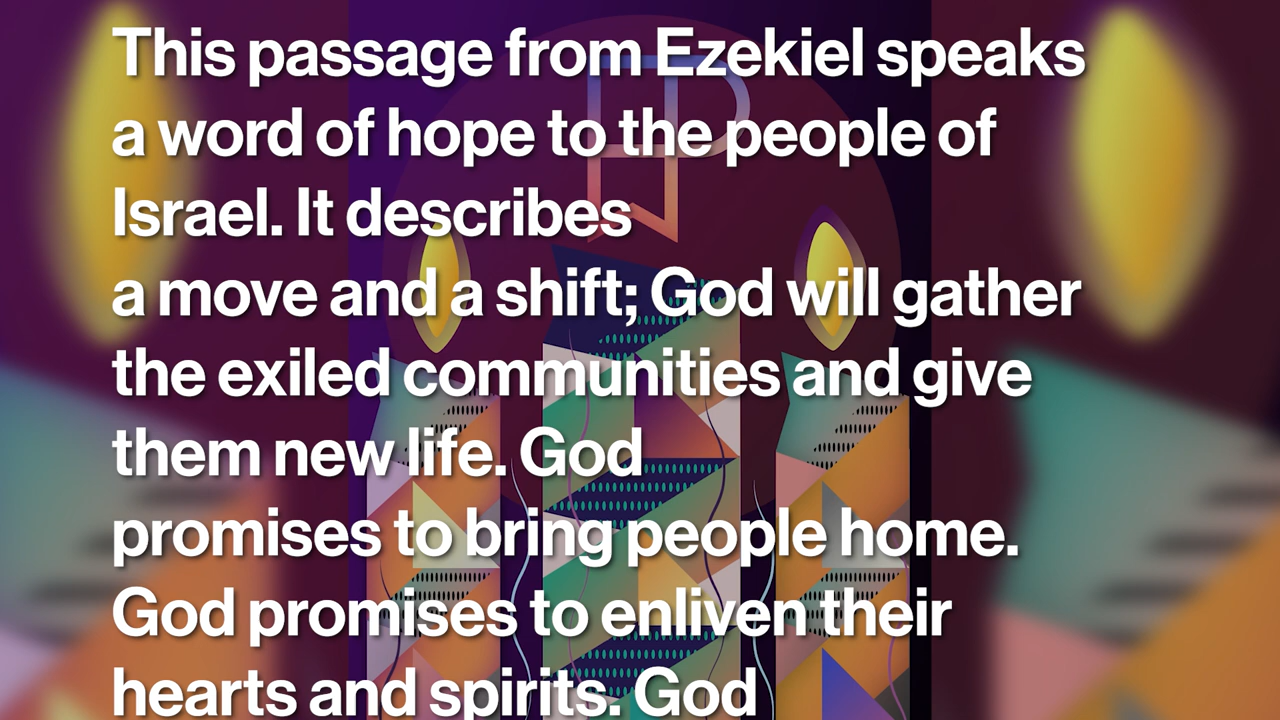 This passage from Ezekiel speaks
a word of hope to the people of
Israel. It describes
a move and a shift; God will gather
the exiled communities and give
them new life. God
promises to bring people home.
God promises to enliven their
hearts and spirits. God